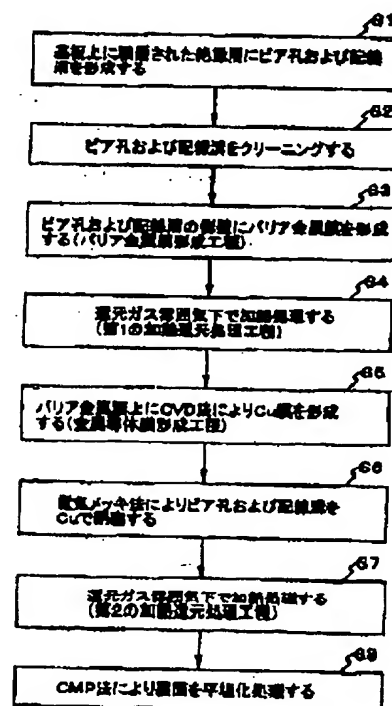 S1
基板上に積層された絶縁層にビア孔および配線
溝を形成する
S2
ビア孔および配線溝をクリーニングする
S3
ビア孔および配線溝の側壁にバリア金属膜を形成
する(バリア金属膜形成工程)
S4
還元ガス雰囲気下で加熱処理する
(第1の加熱還元処理工程)
S5
バリア金属膜上にCVD法によりCu膜を形成
する(金属導体膜形成工程)
S6
電気メッキ法によりビア孔および配線溝を
Cuで
する
S7
還元ガス雰囲気下で加熱処理する
(第2の加熱還元処理工程)
S8
CMP法により表面を平坦化処理する